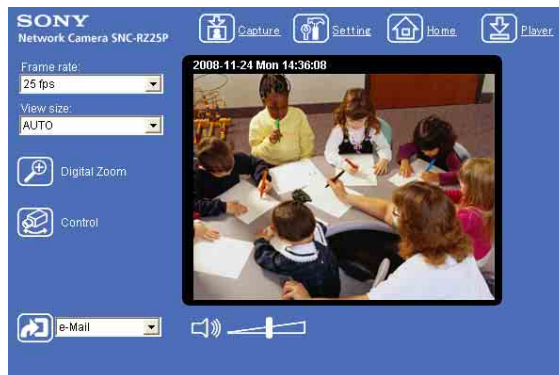 SONY
Network Camera SNC-RZ25P
Capture
Setting
Home
Player
Frame rate:
25 fps
View size:
AUTO
Digital Zoom
Control
e-Mail
2008-11-24 Mon 14:36:08